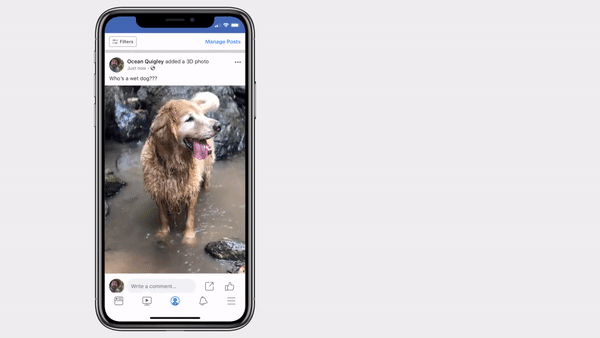 Filters
Manage Posts
Ocean Quigley added a 3D photo
Just now ·
Who's a wet dog???
Write a comment...